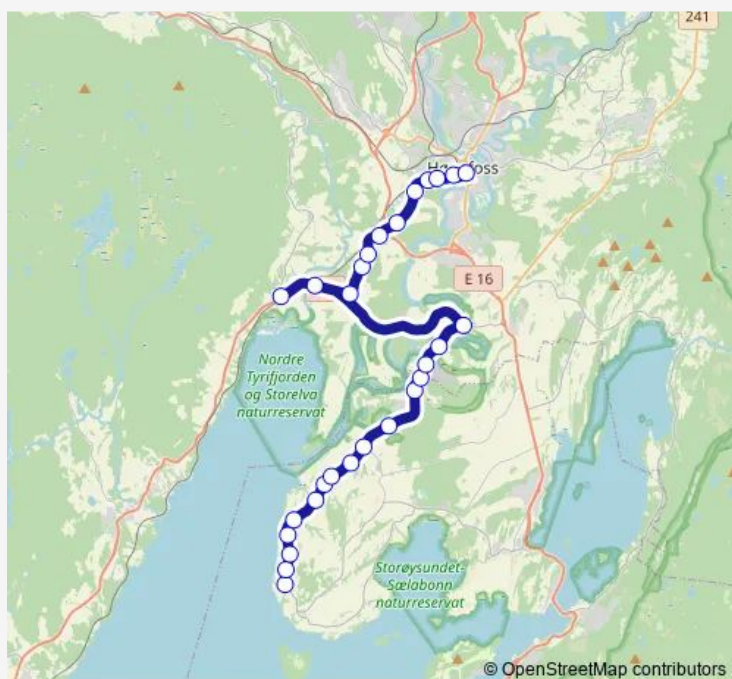 241
E 16
Nordre
Tyrifjorden
og Storelva
naturreservat
Storøysundet-
Sælabonn
naturreservat
© OpenStreetMap contributors